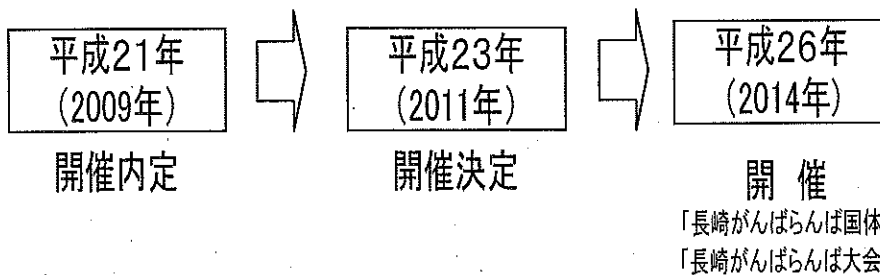 平成21年
(2009年)
開催内定
平成23年
(2011年)
開催決定
平成26年
(2014年)
開 催
「長崎がんばらんば国体
「長崎がんばらんば大会